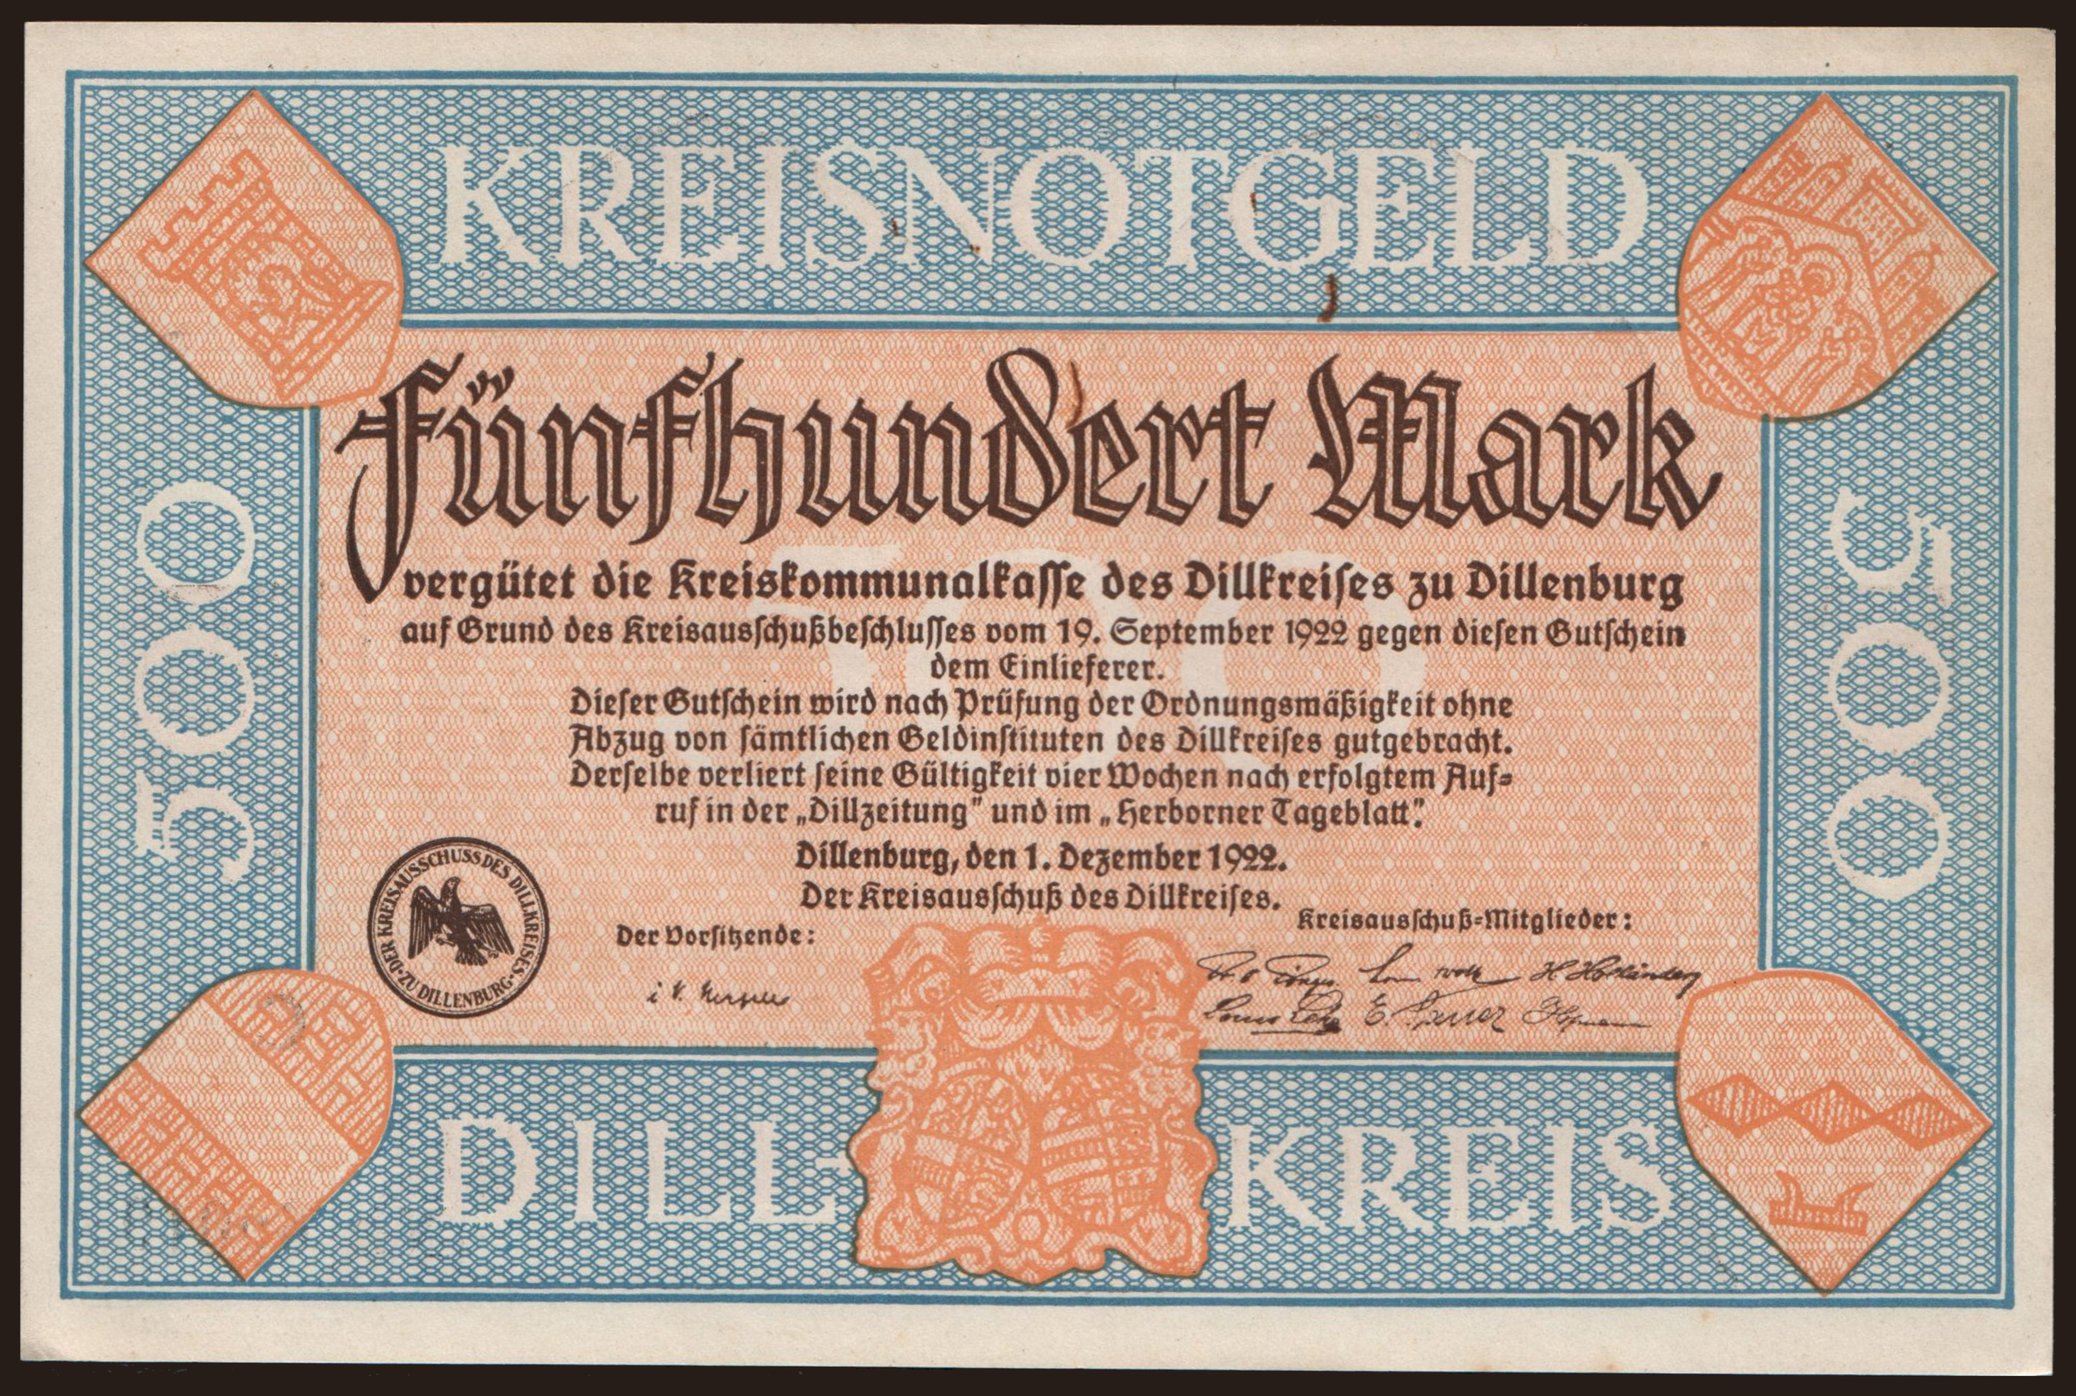 KREISNOTGELD
500
500
500
Fünfhundert Mark
vergütet die Kreiskommunalkasse des Dillkreises zu Dillenburg
auf Grund des Kreisausschußbeschlusses vom 19. September 1922 gegen diesen Gutschein
dem Einlieferer.
Dieser Gutschein wird nach Prüfung der Ordnungsmäßigkeit ohne
Abzug von sämtlichen Geldinstituten des Dillkreises gutgebracht.
Derselbe verliert seine Gültigkeit vier Wochen nach erfolgtem Auf-
ruf in der „Dillzeitung" und im „Herborner Tageblatt".
Dillenburg, den 1. Dezember 1922.
Der Kreisausschuß des Dillkreises.
Der Vorsitzende:
Kreisausschuß-Mitglieder:
DER KREISAUSSCHUSS DES DILLKREISES · ZU DILLENBURG ·
DILL-KREIS